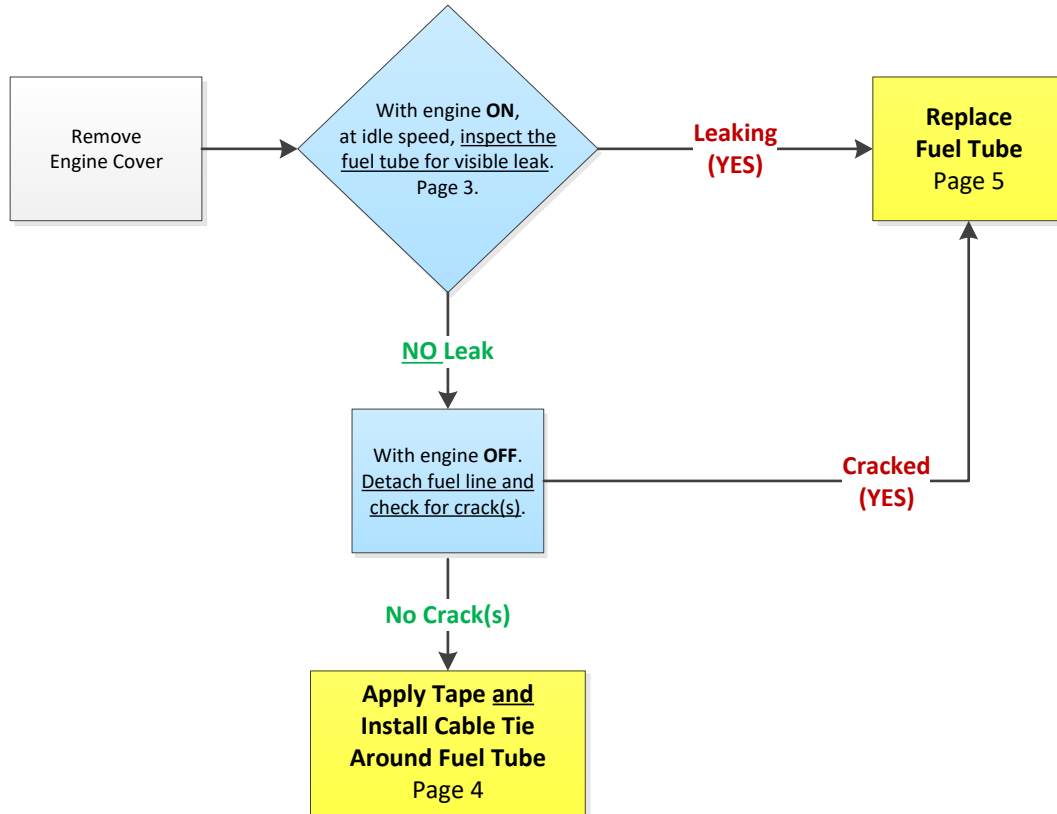 Remove
Engine Cover
With engine ON,
at idle speed, inspect the
fuel tube for visible leak.
Page 3.
Leaking
(YES)
Replace
Fuel Tube
Page 5
NO Leak
With engine OFF.
Detach fuel line and
check for crack(s).
Cracked
(YES)
No Crack(s)
Apply Tape and
Install Cable Tie
Around Fuel Tube
Page 4